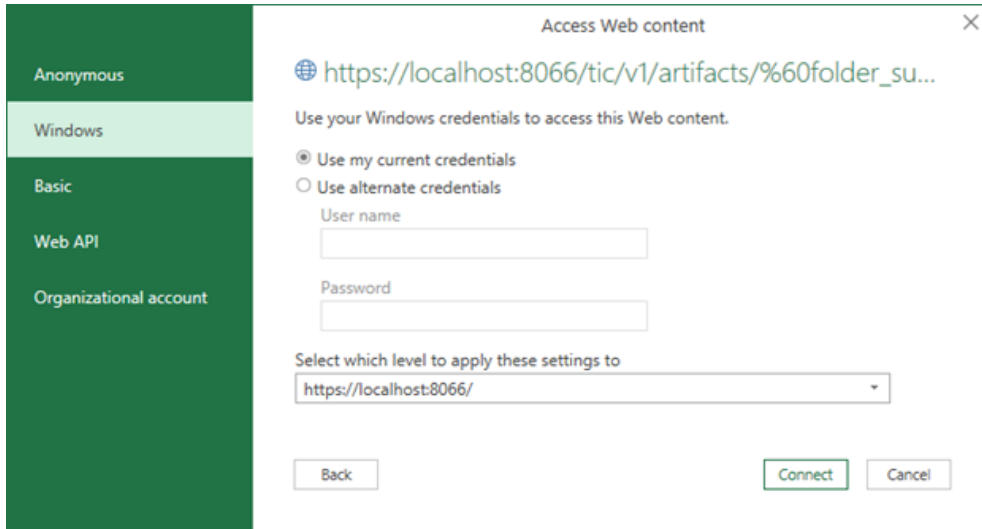 Access Web content
Anonymous
Windows
Basic
Web API
Organizational account
https://localhost:8066/tic/v1/artifacts/%60folder_su...
Use your Windows credentials to access this Web content.
Use my current credentials
Use alternate credentials
User name
Password
Select which level to apply these settings to
https://localhost:8066/
Back
Connect
Cancel